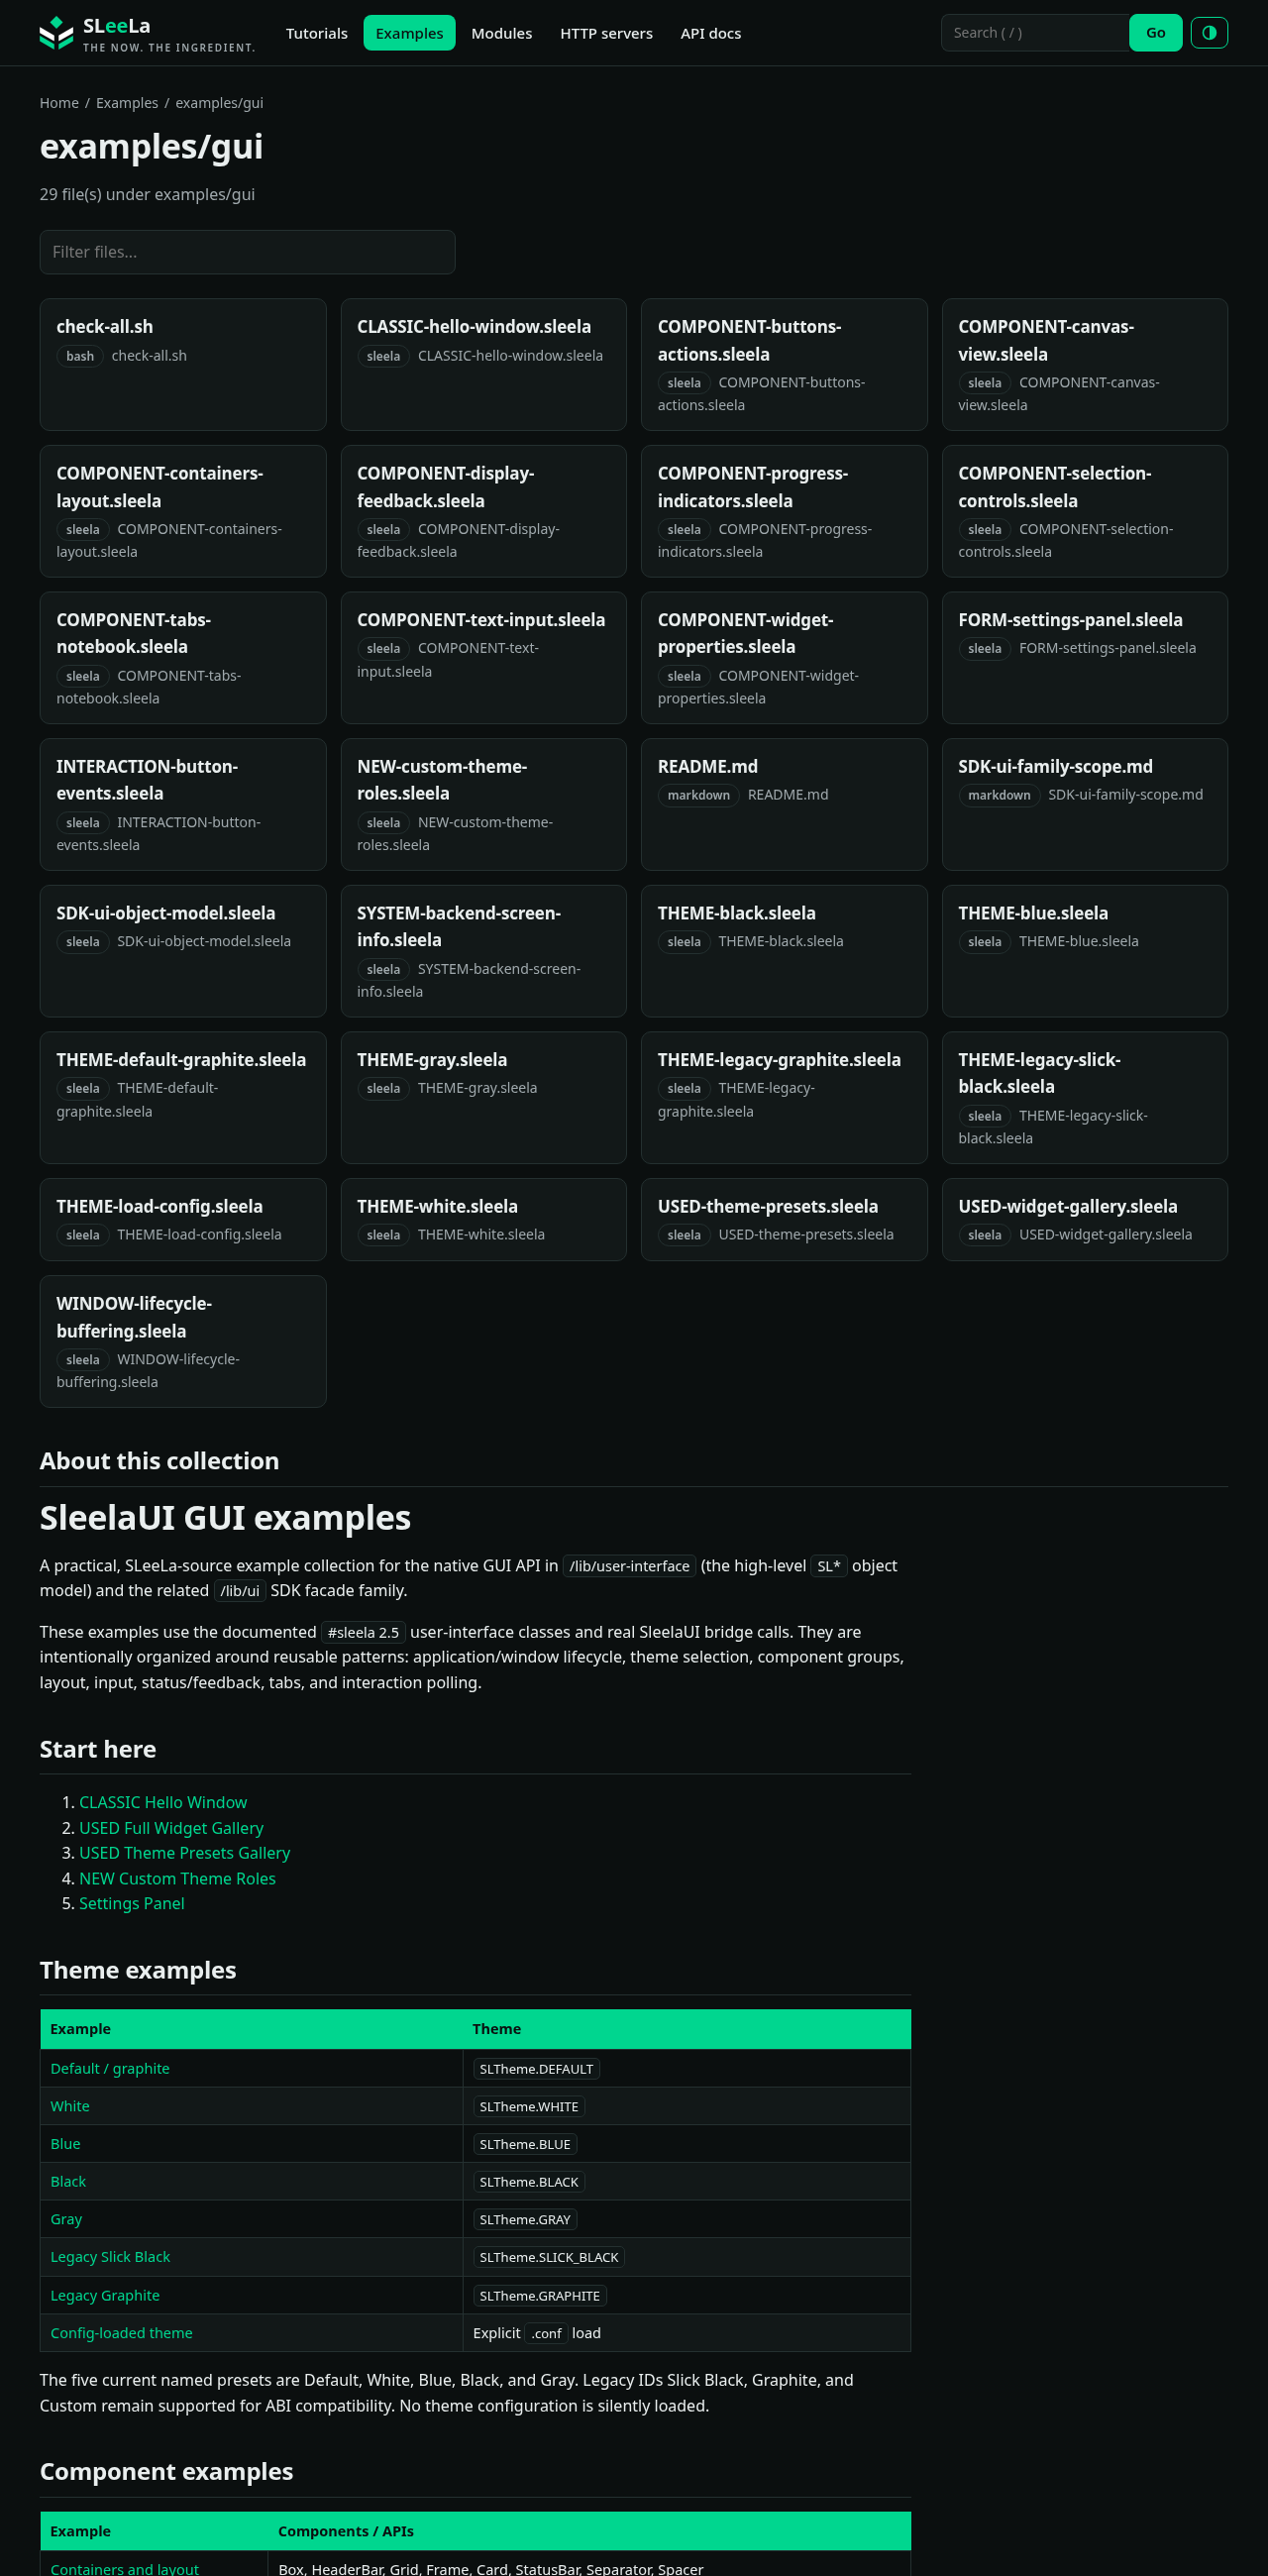 SLeeLa
THE NOW. THE INGREDIENT.
Tutorials
Examples
Modules
HTTP servers
API docs
Search ( / )
Go
Home / Examples / examples/gui
examples/gui
29 file(s) under examples/gui
Filter files...
check-all.sh
bash check-all.sh
CLASSIC-hello-window.sleela
sleela CLASSIC-hello-window.sleela
COMPONENT-buttons-
actions.sleela
sleela COMPONENT-buttons-
actions.sleela
COMPONENT-canvas-
view.sleela
sleela COMPONENT-canvas-
view.sleela
COMPONENT-containers-
layout.sleela
sleela COMPONENT-containers-
layout.sleela
COMPONENT-display-
feedback.sleela
sleela COMPONENT-display-
feedback.sleela
COMPONENT-progress-
indicators.sleela
sleela COMPONENT-progress-
indicators.sleela
COMPONENT-selection-
controls.sleela
sleela COMPONENT-selection-
controls.sleela
COMPONENT-tabs-
notebook.sleela
sleela COMPONENT-tabs-
notebook.sleela
COMPONENT-text-input.sleela
sleela COMPONENT-text-
input.sleela
COMPONENT-widget-
properties.sleela
sleela COMPONENT-widget-
properties.sleela
FORM-settings-panel.sleela
sleela FORM-settings-panel.sleela
INTERACTION-button-
events.sleela
sleela INTERACTION-button-
events.sleela
NEW-custom-theme-
roles.sleela
sleela NEW-custom-theme-
roles.sleela
README.md
markdown README.md
SDK-ui-family-scope.md
markdown SDK-ui-family-scope.md
SDK-ui-object-model.sleela
sleela SDK-ui-object-model.sleela
SYSTEM-backend-screen-
info.sleela
sleela SYSTEM-backend-screen-
info.sleela
THEME-black.sleela
sleela THEME-black.sleela
THEME-blue.sleela
sleela THEME-blue.sleela
THEME-default-graphite.sleela
sleela THEME-default-
graphite.sleela
THEME-gray.sleela
sleela THEME-gray.sleela
THEME-legacy-graphite.sleela
sleela THEME-legacy-
graphite.sleela
THEME-legacy-slick-
black.sleela
sleela THEME-legacy-slick-
black.sleela
THEME-load-config.sleela
sleela THEME-load-config.sleela
THEME-white.sleela
sleela THEME-white.sleela
USED-theme-presets.sleela
sleela USED-theme-presets.sleela
USED-widget-gallery.sleela
sleela USED-widget-gallery.sleela
WINDOW-lifecycle-
buffering.sleela
sleela WINDOW-lifecycle-
buffering.sleela
About this collection
SleelaUI GUI examples
A practical, SLeeLa-source example collection for the native GUI API in /lib/user-interface (the high-level SL* object
model) and the related /lib/ui SDK facade family.
These examples use the documented #sleela 2.5 user-interface classes and real SleelaUI bridge calls. They are
intentionally organized around reusable patterns: application/window lifecycle, theme selection, component groups,
layout, input, status/feedback, tabs, and interaction polling.
Start here
1. CLASSIC Hello Window
2. USED Full Widget Gallery
3. USED Theme Presets Gallery
4. NEW Custom Theme Roles
5. Settings Panel
Theme examples
Example Theme
Default / graphite SLTheme.DEFAULT
White SLTheme.WHITE
Blue SLTheme.BLUE
Black SLTheme.BLACK
Gray SLTheme.GRAY
Legacy Slick Black SLTheme.SLICK_BLACK
Legacy Graphite SLTheme.GRAPHITE
Config-loaded theme Explicit .conf load
The five current named presets are Default, White, Blue, Black, and Gray. Legacy IDs Slick Black, Graphite, and
Custom remain supported for ABI compatibility. No theme configuration is silently loaded.
Component examples
Example Components / APIs
Containers and layout Box, HeaderBar, Grid, Frame, Card, StatusBar, Separator, Spacer